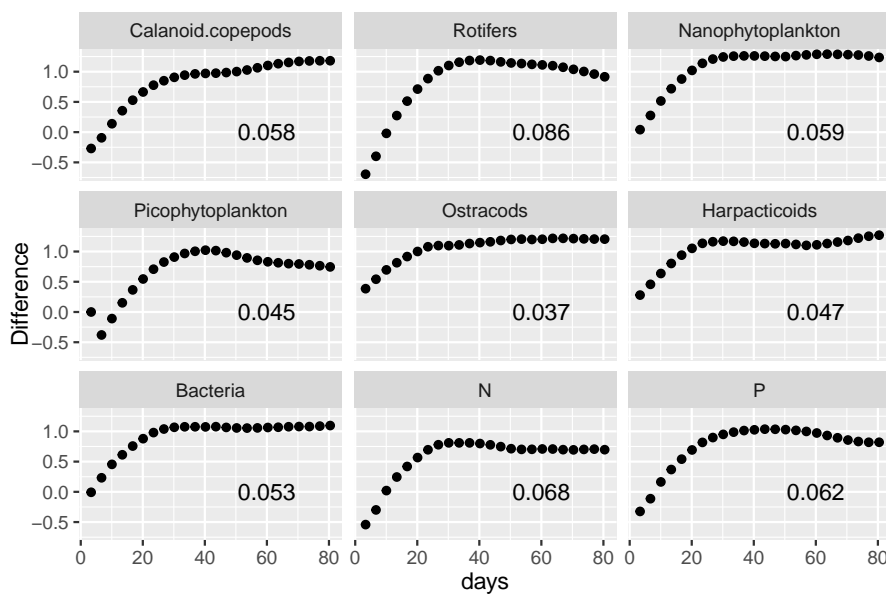 Calanoid.copepods Rotifers Nanophytoplankton
1.0
0.5
0.0
−0.5
0.058 0.086 0.059
Picophytoplankton Ostracods Harpacticoids
1.0
0.5
0.0
−0.5
0.045 0.037 0.047
Difference
Bacteria N P
1.0
0.5
0.0
−0.5
0.053 0.068 0.062
0 20 40 60 80 0 20 40 60 80 0 20 40 60 80
days